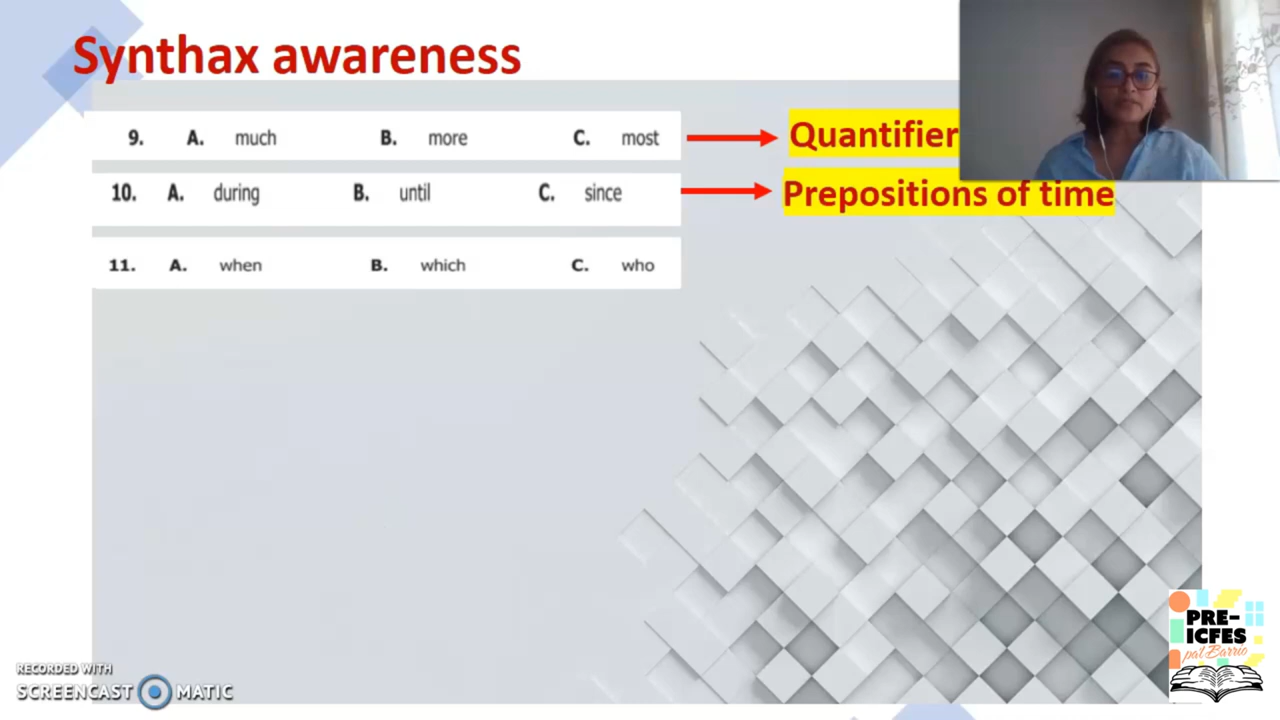 Synthax awareness
9. A. much B. more C. most
Quantifier
10. A. during B. until C. since
Prepositions of time
11. A. when B. which C. who
PRE-
ICFES
pa'l Barrio
RECORDED WITH
SCREENCAST MATIC